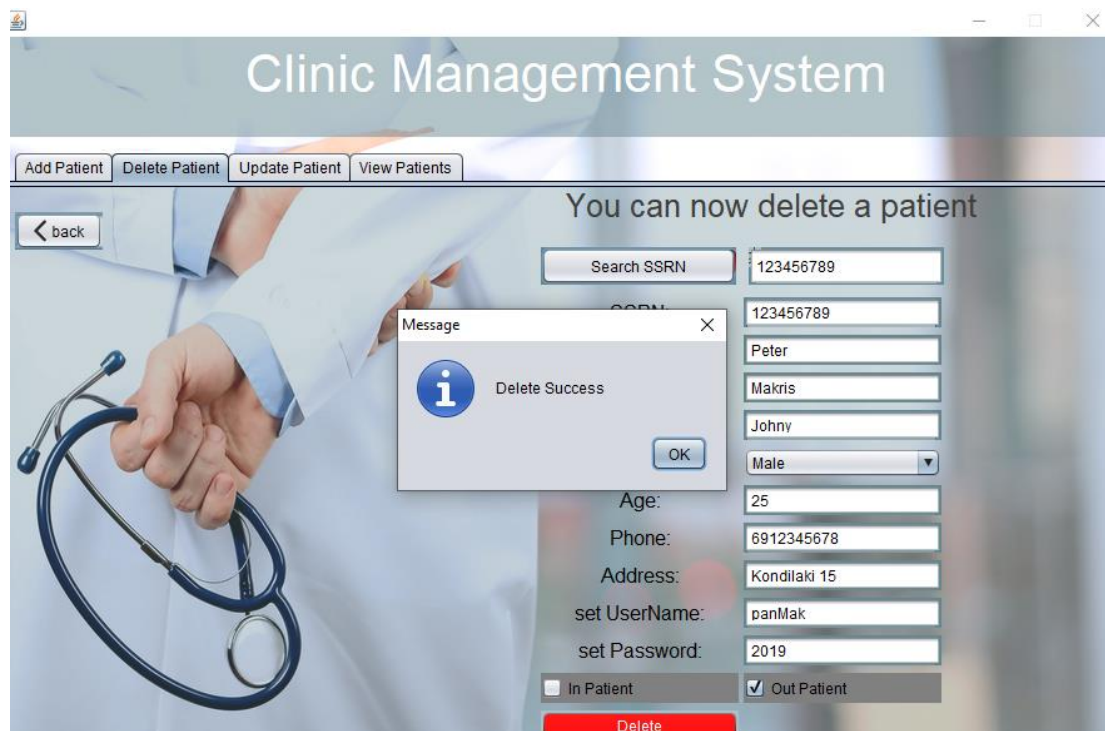 Clinic Management System
Add Patient Delete Patient Update Patient View Patients
You can now delete a patient
back
Search SSRN 123456789
123456789
Message
Peter
Delete Success
Makris
Johny
OK
Male
Age: 25
Phone: 6912345678
Address: Kondilaki 15
set UserName: panMak
set Password: 2019
In Patient Out Patient
Delete